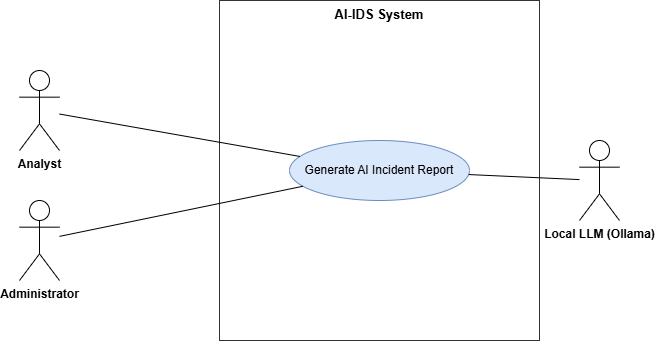 AI-IDS System
Analyst
Generate AI Incident Report
Local LLM (Ollama)
Administrator